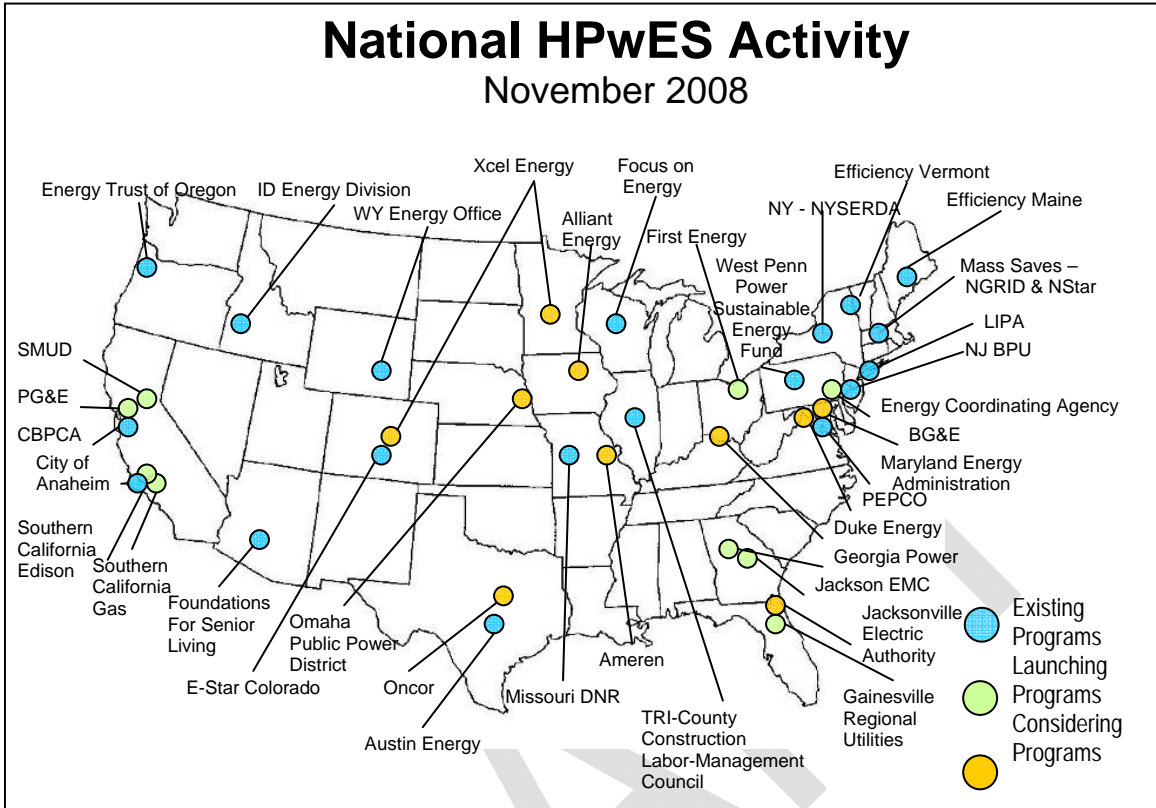 National HPwES Activity
November 2008
Xcel Energy
Focus on
Energy
Efficiency Vermont
Energy Trust of Oregon
ID Energy Division
WY Energy Office
Alliant
Energy
NY - NYSERDA
Efficiency Maine
First Energy
West Penn
Power
Sustainable
Energy
Fund
Mass Saves –
NGRID & NStar
LIPA
NJ BPU
SMUD
PG&E
CBPCA
City of
Anaheim
Southern
California
Edison
Southern
California
Gas
Foundations
For Senior
Living
E-Star Colorado
Omaha
Public Power
District
Oncor
Austin Energy
Missouri DNR
Ameren
TRI-County
Construction
Labor-Management
Council
Energy Coordinating Agency
BG&E
Maryland Energy
Administration
PEPCO
Duke Energy
Georgia Power
Jackson EMC
Jacksonville
Electric
Authority
Gainesville
Regional
Utilities
Existing
Programs
Launching
Programs
Considering
Programs